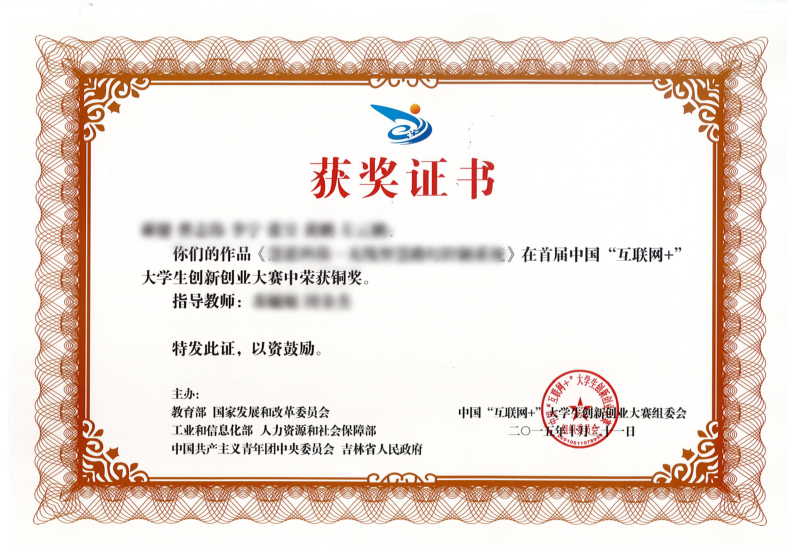 获奖证书
你们的作品《 》在首届中国“互联网+”
大学生创新创业大赛中荣获铜奖。
指导教师：
特发此证，以资鼓励。
主办：
教育部 国家发展和改革委员会
工业和信息化部 人力资源和社会保障部
中国共产主义青年团中央委员会 吉林省人民政府
中国“互联网+”大学生创新创业大赛组委会
二〇一五年十月二十一日